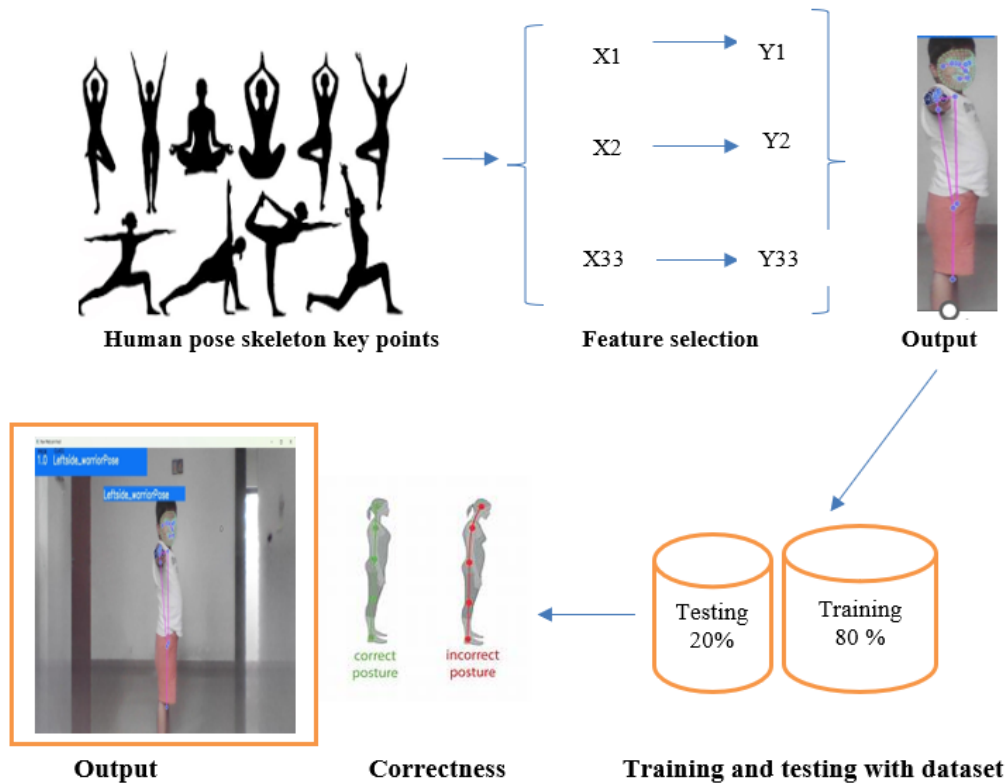 X1 Y1
X2 Y2
X33 Y33
Human pose skeleton key points
Feature selection
Output
1.0 Leftside_warriorPose
Leftside_warriorPose
correct
posture
incorrect
posture
Testing
20%
Training
80 %
Output
Correctness
Training and testing with dataset